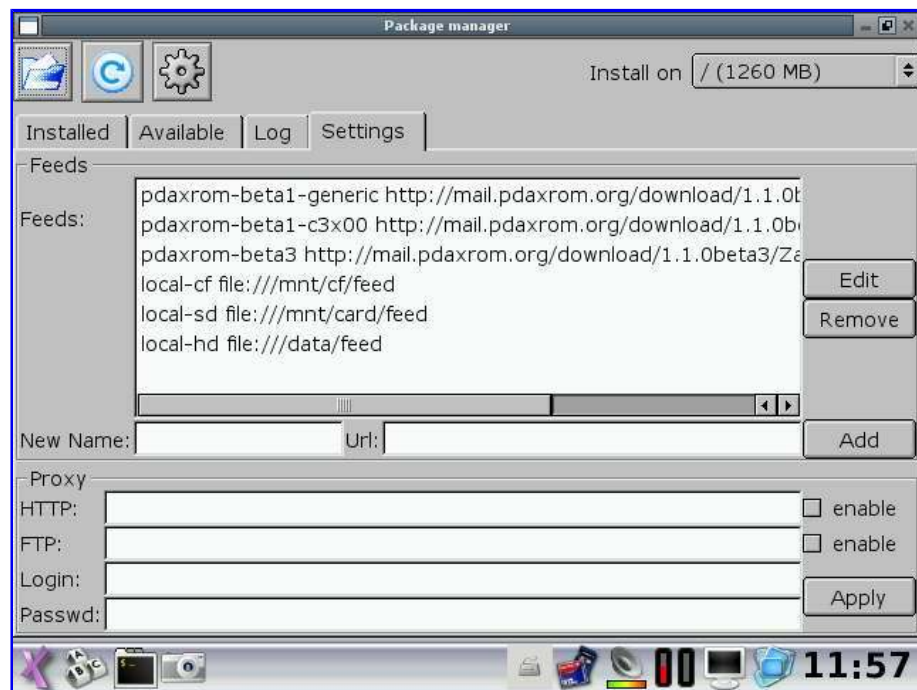 Package manager
Install on / (1260 MB)
Installed Available Log Settings
Feeds
Feeds:
pdaxrom-beta1-generic http://mail.pdaxrom.org/download/1.1.0b
pdaxrom-beta1-c3x00 http://mail.pdaxrom.org/download/1.1.0b
pdaxrom-beta3 http://mail.pdaxrom.org/download/1.1.0beta3/Za
local-cf file:///mnt/cf/feed
local-sd file:///mnt/card/feed
local-hd file:///data/feed
Edit
Remove
New Name: Url: Add
Proxy
HTTP: enable
FTP: enable
Login:
Passwd: Apply
11:57